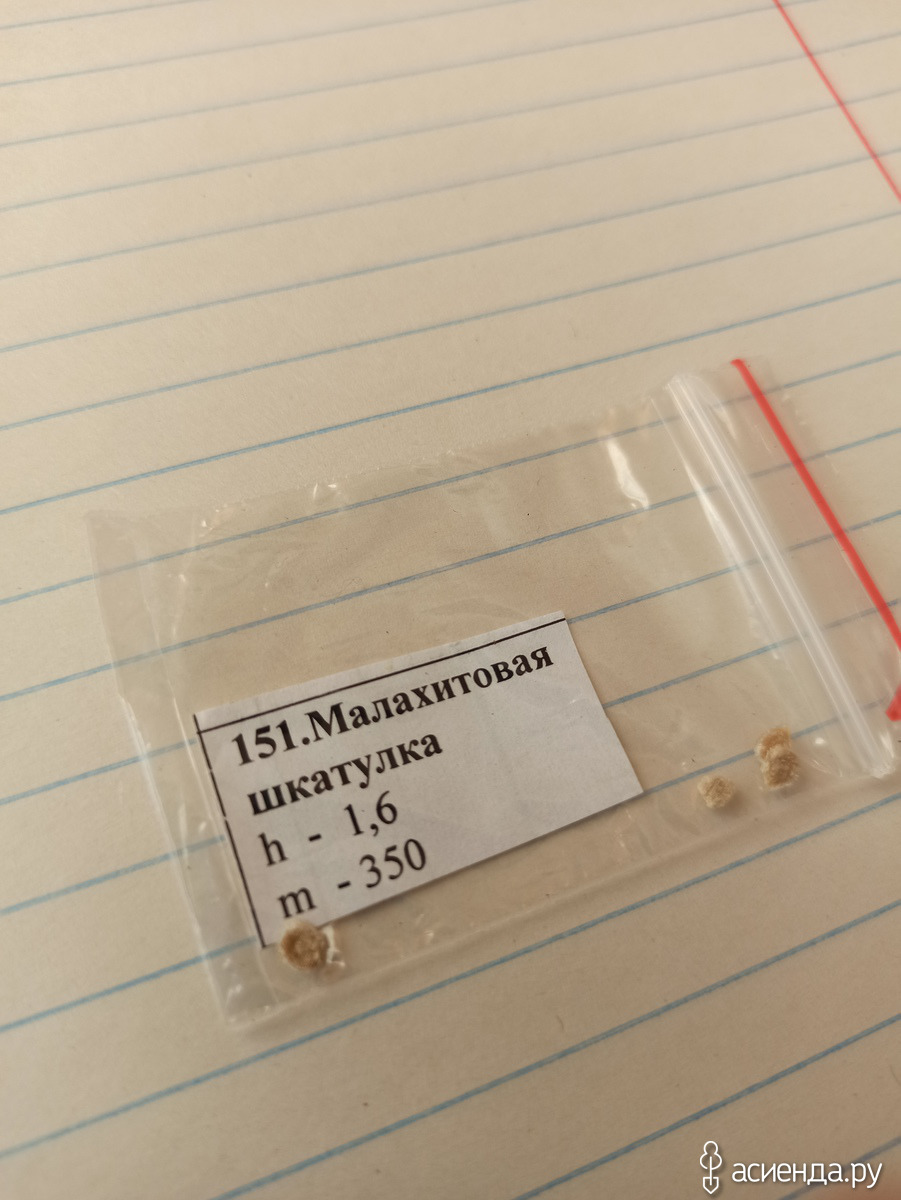 151.Малахитовая
шкатулка
h - 1,6
m - 350
асиенда.ру